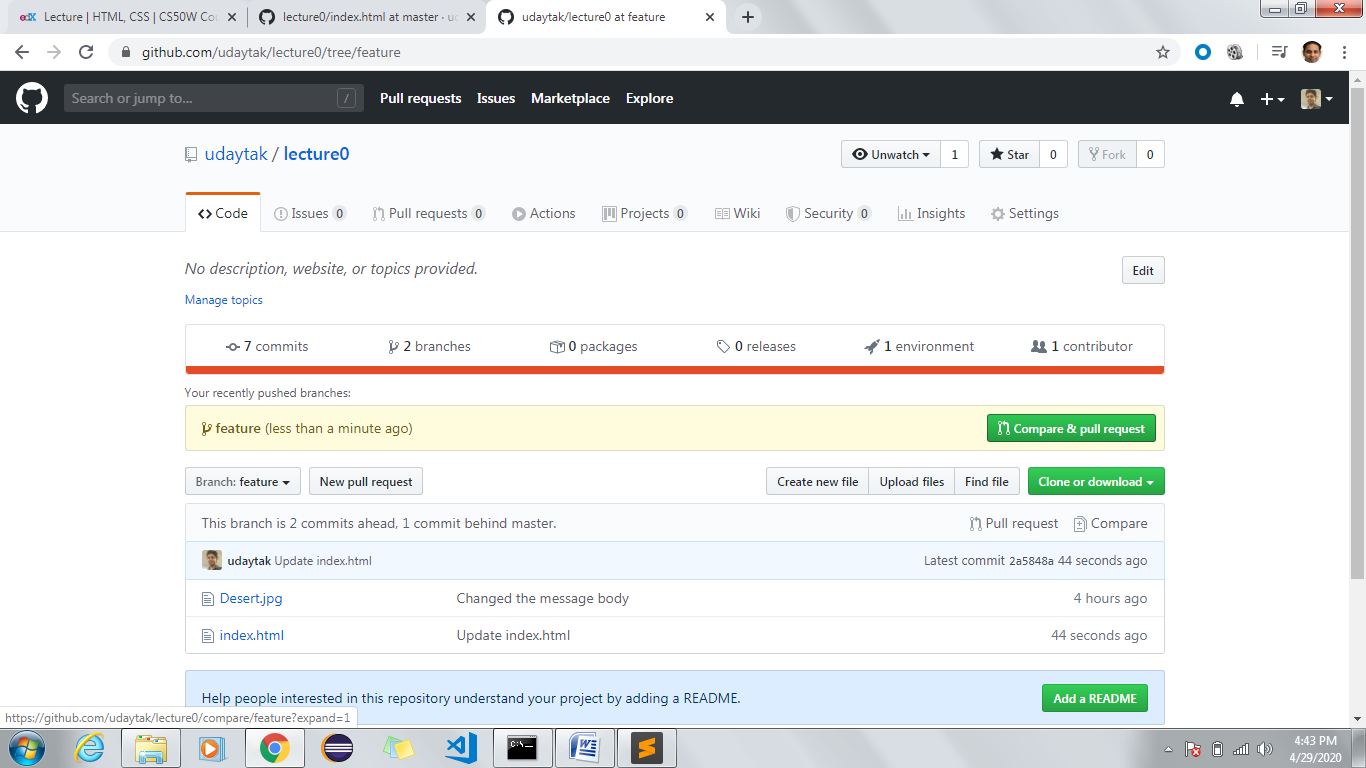 edX Lecture | HTML, CSS | CS50W Co
lecture0/index.html at master · u
udaytak/lecture0 at feature
github.com/udaytak/lecture0/tree/feature
Search or jump to... /
Pull requests Issues Marketplace Explore
udaytak / lecture0
Unwatch 1 Star 0 Fork 0
Code Issues 0 Pull requests 0 Actions Projects 0 Wiki Security 0 Insights Settings
No description, website, or topics provided.
Edit
Manage topics
7 commits 2 branches 0 packages 0 releases 1 environment 1 contributor
Your recently pushed branches:
feature (less than a minute ago) Compare & pull request
Branch: feature New pull request Create new file Upload files Find file Clone or download
This branch is 2 commits ahead, 1 commit behind master. Pull request Compare
udaytak Update index.html Latest commit 2a5848a 44 seconds ago
Desert.jpg Changed the message body 4 hours ago
index.html Update index.html 44 seconds ago
Help people interested in this repository understand your project by adding a README. Add a README
https://github.com/udaytak/lecture0/compare/feature?expand=1
4:43 PM
4/29/2020